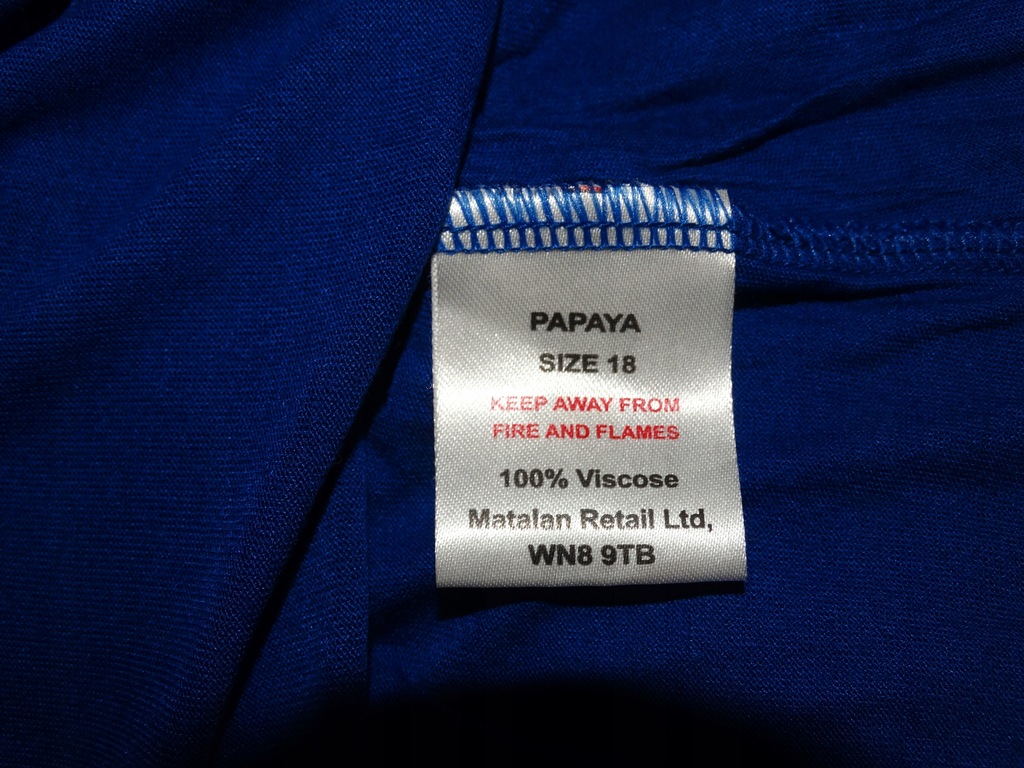 PAPAYA
SIZE 18
KEEP AWAY FROM
FIRE AND FLAMES
100% Viscose
Matalan Retail Ltd,
WN8 9TB